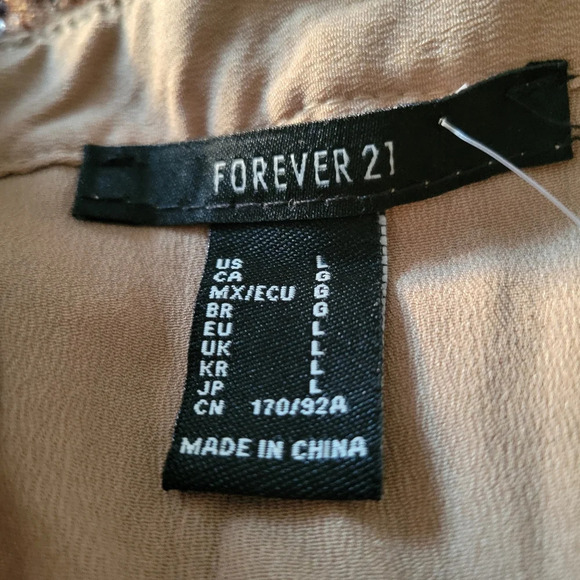 FOREVER 21
US L
CA G
MX/ECU G
BR G
EU L
UK L
KR L
JP L
CN 170/92A
MADE IN CHINA